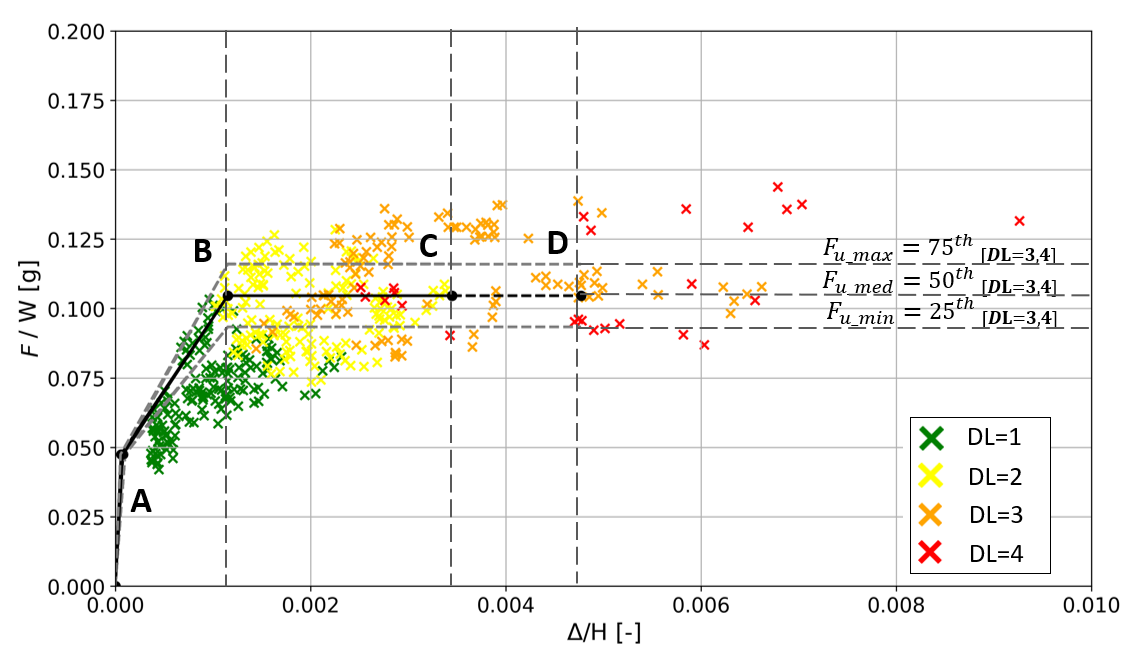 0.200
0.175
0.150
0.125
0.100
0.075
0.050
0.025
0.000
F / W [g]
B
C
D
A
F_u_max = 75^th [DL=3,4]
F_u_med = 50^th [DL=3,4]
F_u_min = 25^th [DL=3,4]
DL=1
DL=2
DL=3
DL=4
0.000 0.002 0.004 0.006 0.008 0.010
Δ/H [-]